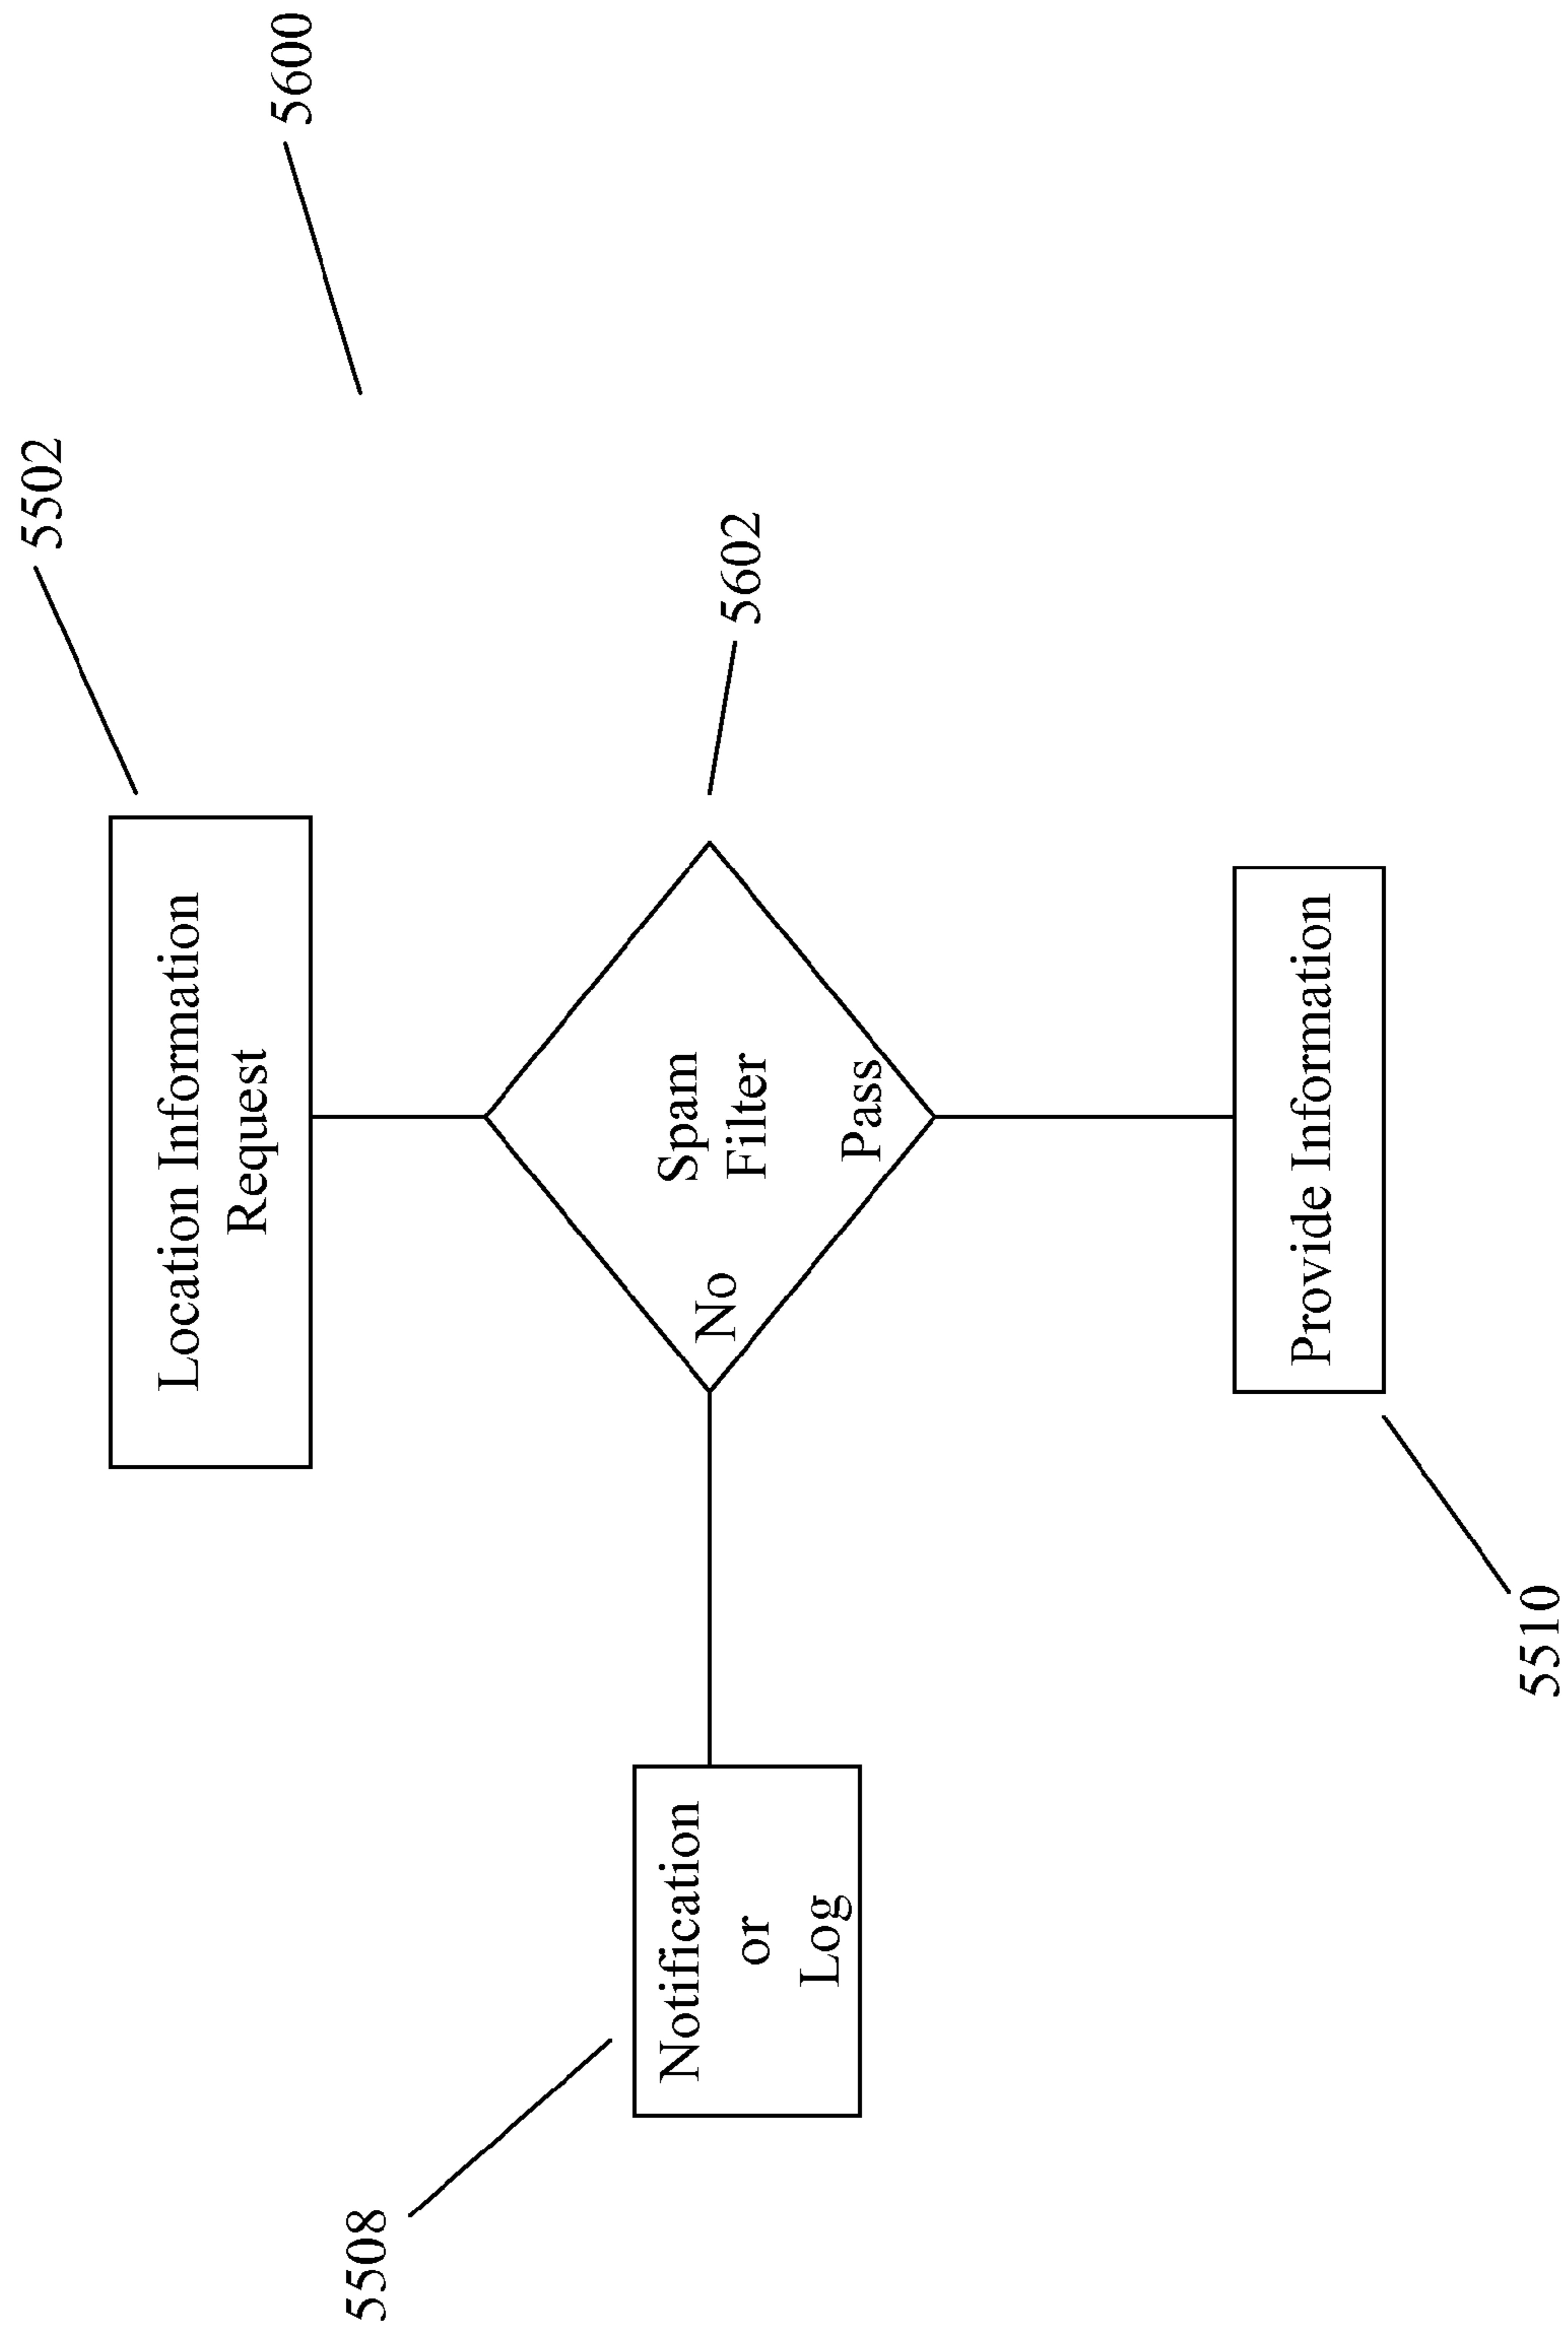 5600
5502
Location Information
Request
5602
Spam
Filter
No
Pass
5508
Notification
or
Log
Provide Information
5510